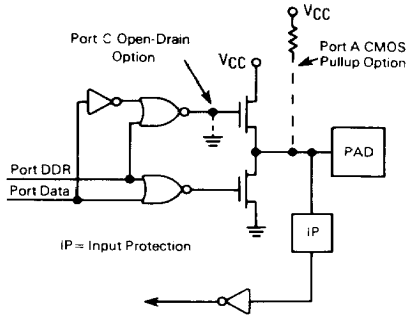 Port C Open-Drain
Option
VCC
VCC
Port A CMOS
Pullup Option
PAD
Port DDR
Port Data
iP = Input Protection
iP